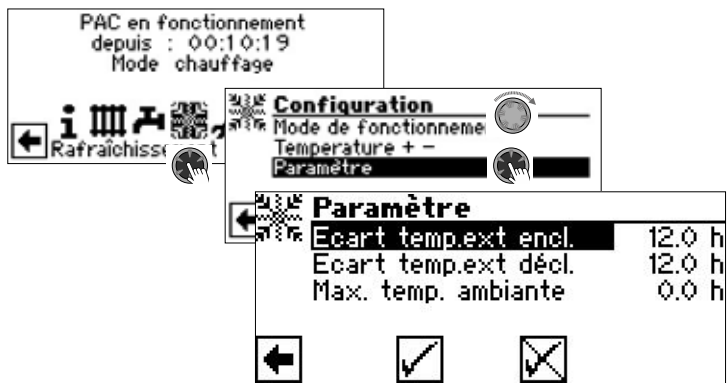 PAC en fonctionnement
depuis : 00:10:19
Mode chauffage
Rafraîchissement
Configuration
Mode de fonctionneme
Temperature + -
Paramètre
Paramètre
Ecart temp.ext encl. 12.0 h
Ecart temp.ext décl. 12.0 h
Max. temp. ambiante 0.0 h